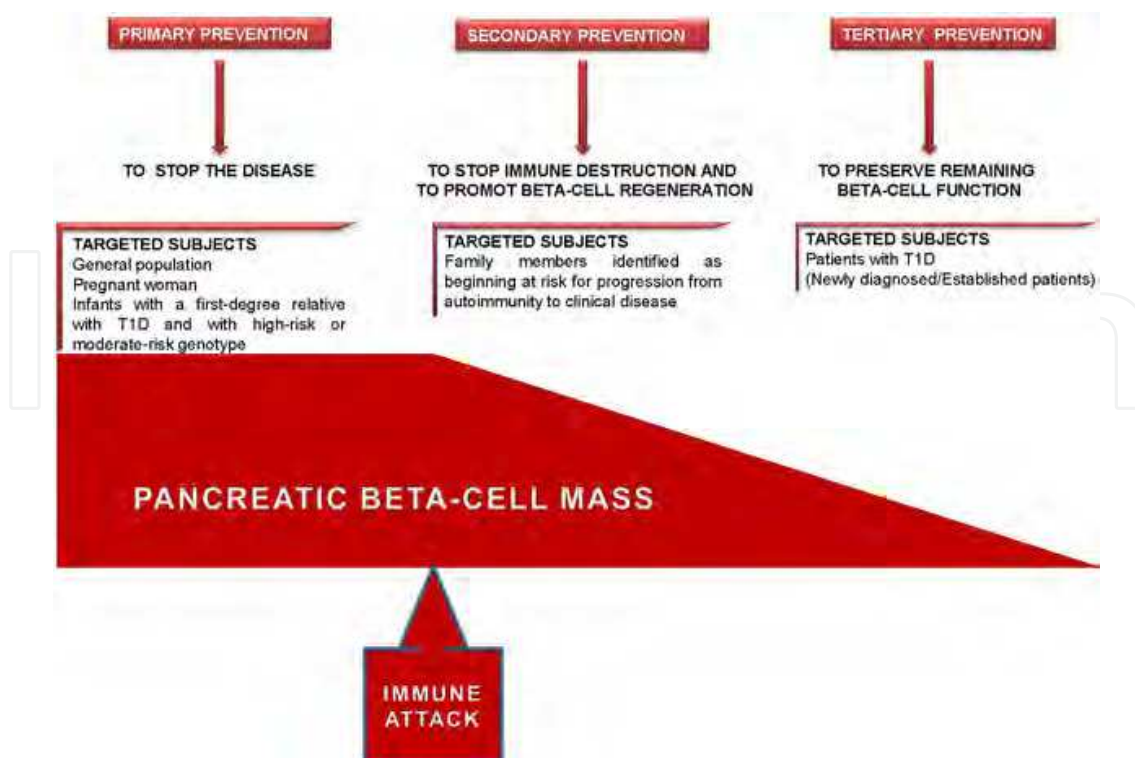 PRIMARY PREVENTION
SECONDARY PREVENTION
TERTIARY PREVENTION
TO STOP THE DISEASE
TO STOP IMMUNE DESTRUCTION AND
TO PROMOT BETA-CELL REGENERATION
TO PRESERVE REMAINING
BETA-CELL FUNCTION
TARGETED SUBJECTS
General population
Pregnant woman
Infants with a first-degree relative
with T1D and with high-risk or
moderate-risk genotype
TARGETED SUBJECTS
Family members identified as
beginning at risk for progression from
autoimmunity to clinical disease
TARGETED SUBJECTS
Patients with T1D
(Newly diagnosed/Established patients)
PANCREATIC BETA-CELL MASS
IMMUNE
ATTACK